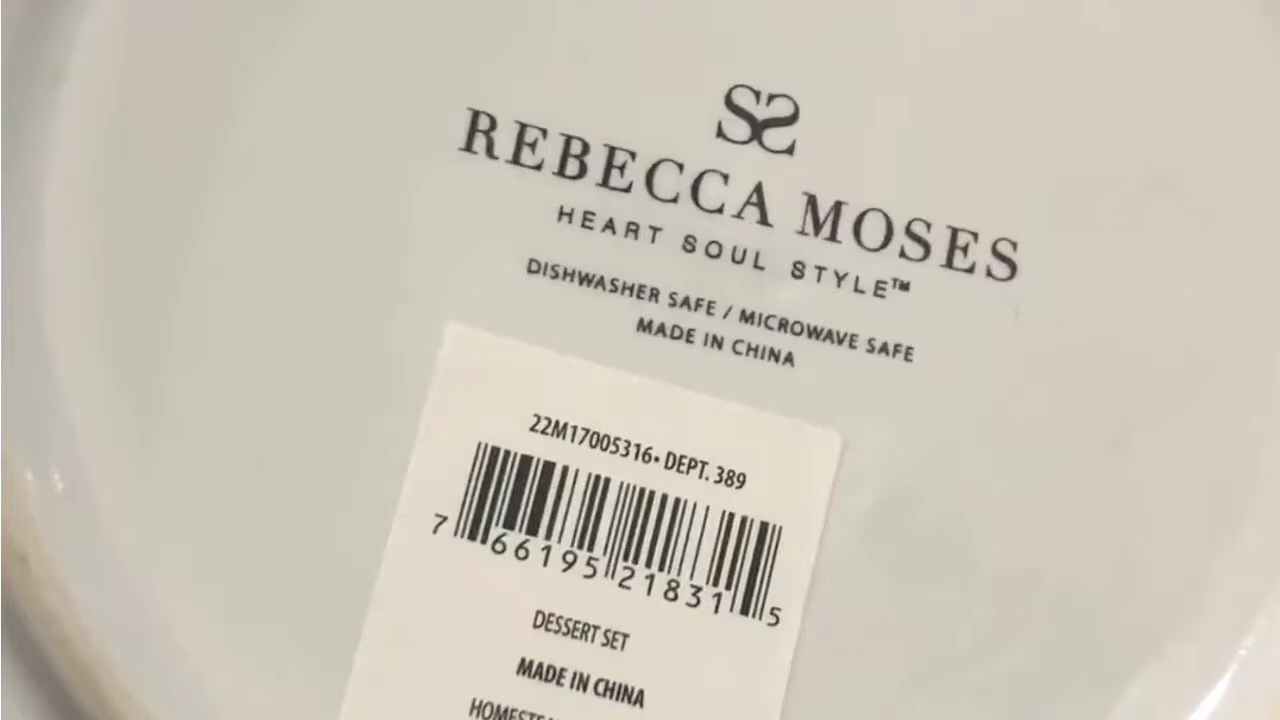 SS
REBECCA MOSES
HEART SOUL STYLE™
DISHWASHER SAFE / MICROWAVE SAFE
MADE IN CHINA
22M17005316• DEPT. 389
7 66195 21831 5
DESSERT SET
MADE IN CHINA